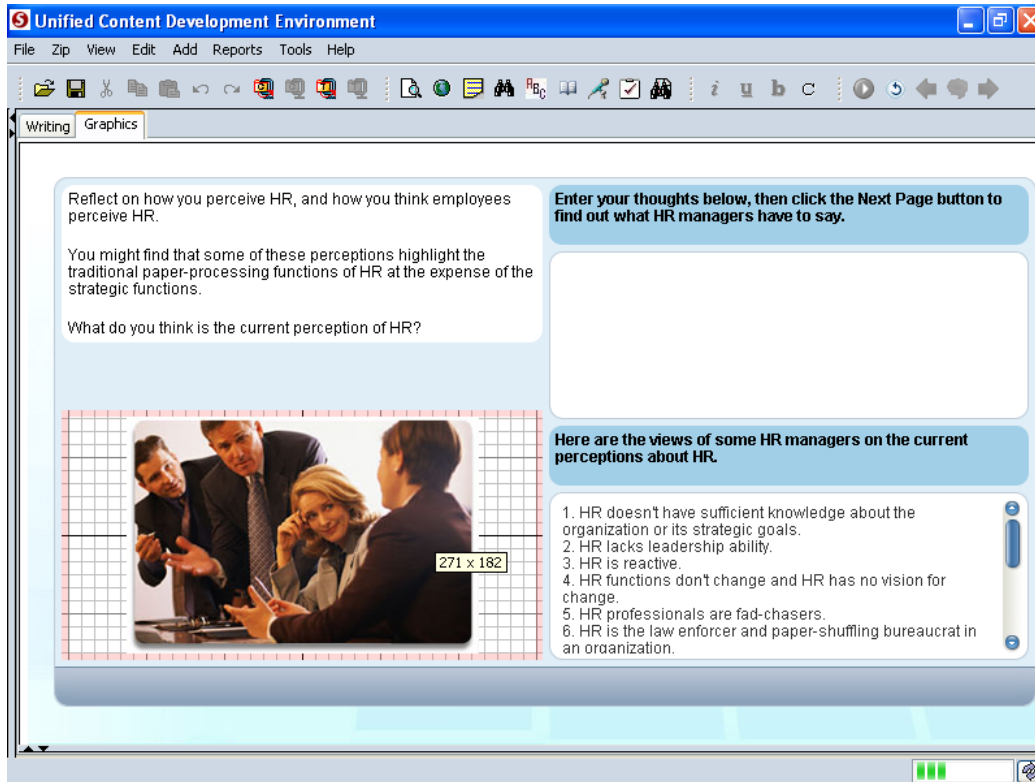 Unified Content Development Environment
File Zip View Edit Add Reports Tools Help
ABC i u b C
Writing Graphics
Reflect on how you perceive HR, and how you think employees
perceive HR.
You might find that some of these perceptions highlight the
traditional paper-processing functions of HR at the expense of the
strategic functions.
What do you think is the current perception of HR?
Enter your thoughts below, then click the Next Page button to
find out what HR managers have to say.
271 x 182
Here are the views of some HR managers on the current
perceptions about HR.
1. HR doesn't have sufficient knowledge about the
organization or its strategic goals.
2. HR lacks leadership ability.
3. HR is reactive.
4. HR functions don't change and HR has no vision for
change.
5. HR professionals are fad-chasers.
6. HR is the law enforcer and paper-shuffling bureaucrat in
an organization.